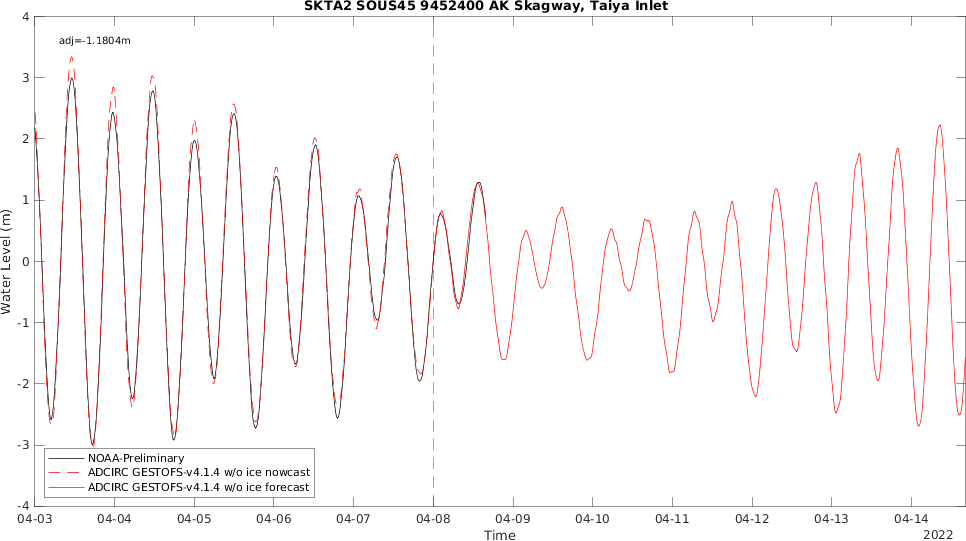 SKTA2 SOUS45 9452400 AK Skagway, Taiya Inlet
adj=-1.1804m
4
3
2
1
0
-1
-2
-3
-4
Water Level (m)
NOAA-Preliminary
ADCIRC GESTOFS-v4.1.4 w/o ice nowcast
ADCIRC GESTOFS-v4.1.4 w/o ice forecast
04-03 04-04 04-05 04-06 04-07 04-08 04-09 04-10 04-11 04-12 04-13 04-14
Time
2022